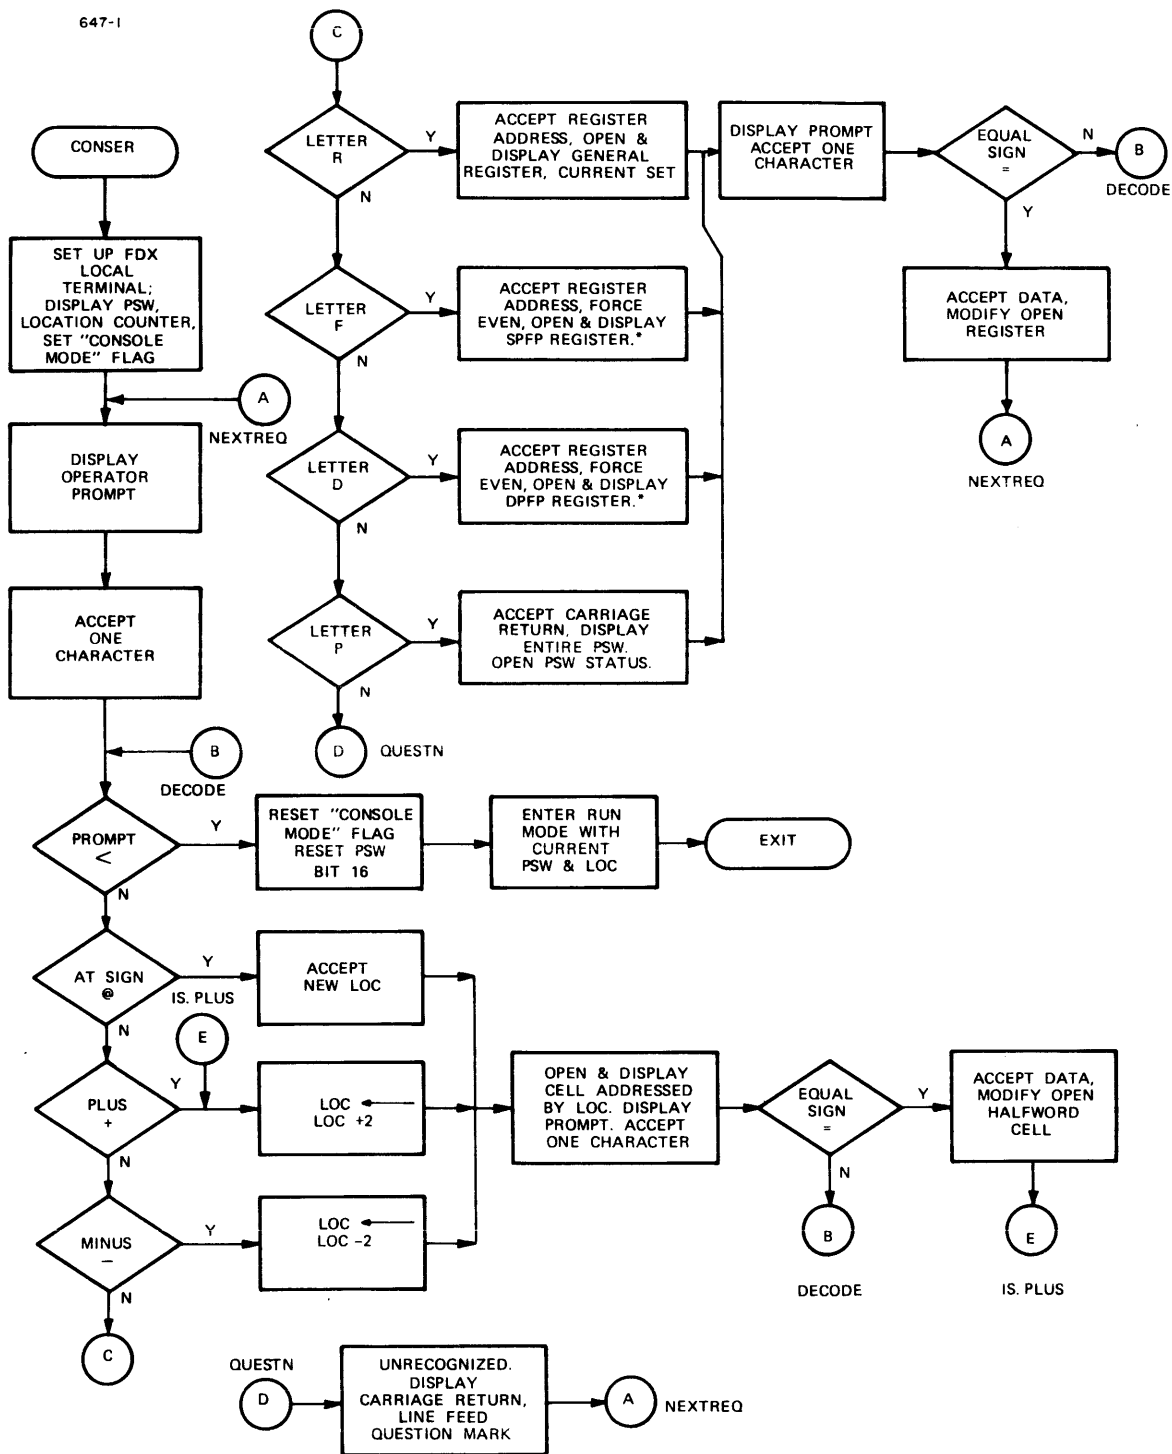 647-1
C
LETTER
R
Y
N
ACCEPT REGISTER
ADDRESS, OPEN &
DISPLAY GENERAL
REGISTER, CURRENT SET
DISPLAY PROMPT
ACCEPT ONE
CHARACTER
EQUAL
SIGN
=
N
B
DECODE
Y
ACCEPT DATA,
MODIFY OPEN
REGISTER
A
NEXTREQ
CONSER
SET UP FDX
LOCAL
TERMINAL;
DISPLAY PSW,
LOCATION COUNTER,
SET "CONSOLE
MODE" FLAG
A
NEXTREQ
DISPLAY
OPERATOR
PROMPT
ACCEPT
ONE
CHARACTER
B
DECODE
LETTER
F
Y
N
ACCEPT REGISTER
ADDRESS, FORCE
EVEN, OPEN & DISPLAY
SPFP REGISTER.*
LETTER
D
Y
N
ACCEPT REGISTER
ADDRESS, FORCE
EVEN, OPEN & DISPLAY
DPFP REGISTER.*
LETTER
P
Y
N
ACCEPT CARRIAGE
RETURN, DISPLAY
ENTIRE PSW.
OPEN PSW STATUS.
D
QUESTN
PROMPT
<
Y
N
RESET "CONSOLE
MODE" FLAG
RESET PSW
BIT 16
ENTER RUN
MODE WITH
CURRENT
PSW & LOC
EXIT
AT SIGN
@
Y
N
ACCEPT
NEW LOC
IS. PLUS
E
PLUS
+
Y
N
LOC ←
LOC +2
OPEN & DISPLAY
CELL ADDRESSED
BY LOC. DISPLAY
PROMPT. ACCEPT
ONE CHARACTER
EQUAL
SIGN
=
Y
N
ACCEPT DATA,
MODIFY OPEN
HALFWORD
CELL
MINUS
−
Y
N
LOC ←
LOC -2
B
DECODE
E
IS. PLUS
C
QUESTN
D
UNRECOGNIZED.
DISPLAY
CARRIAGE RETURN,
LINE FEED
QUESTION MARK
A
NEXTREQ